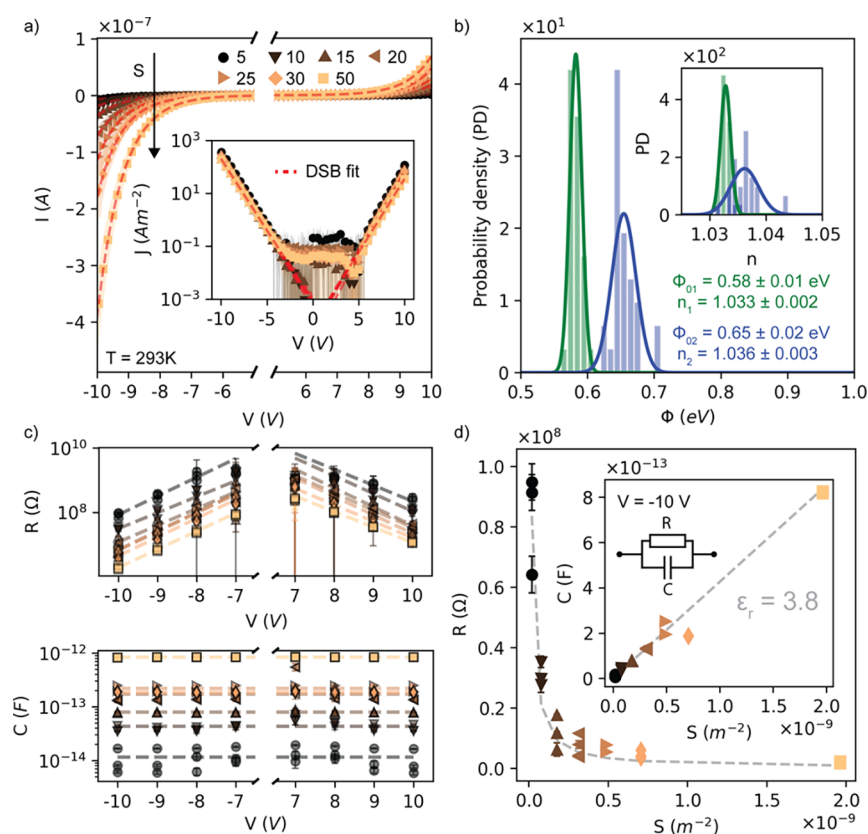 a)
×10⁻⁷
1
0
-1
-2
-3
-4
I (A)
S
5 10 15 20
25 30 50
10³
10¹
10⁻¹
10⁻³
J (Am⁻²)
DSB fit
-10 -5 0 5 10
V (V)
T = 293K
-10 -9 -8 -7 -6 6 7 8 9 10
V (V)
b)
×10¹
4
3
2
1
0
Probability density (PD)
×10²
4
2
0
PD
1.03 1.04 1.05
n
Φ₀₁ = 0.58 ± 0.01 eV
n₁ = 1.033 ± 0.002
Φ₀₂ = 0.65 ± 0.02 eV
n₂ = 1.036 ± 0.003
0.5 0.6 0.7 0.8 0.9 1.0
Φ (eV)
c)
10¹⁰
10⁸
R (Ω)
-10 -9 -8 -7 7 8 9 10
V (V)
10⁻¹²
10⁻¹³
10⁻¹⁴
C (F)
-10 -9 -8 -7 7 8 9 10
V (V)
d)
×10⁸
1.0
0.8
0.6
0.4
0.2
0.0
R (Ω)
×10⁻¹³
8
6
4
2
0
C (F)
V = -10 V
R
C
εᵣ = 3.8
0.0 0.5 1.0 1.5 2.0
S (m⁻²) ×10⁻⁹
0.0 0.5 1.0 1.5 2.0
S (m⁻²) ×10⁻⁹